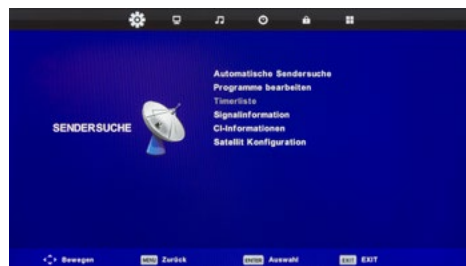 Automatische Sendersuche
Programme bearbeiten
Timerliste
Signalinformation
CI-Informationen
Satellit Konfiguration
SENDERSUCHE
Bewegen
MENU Zurück
ENTER Auswahl
EXIT EXIT